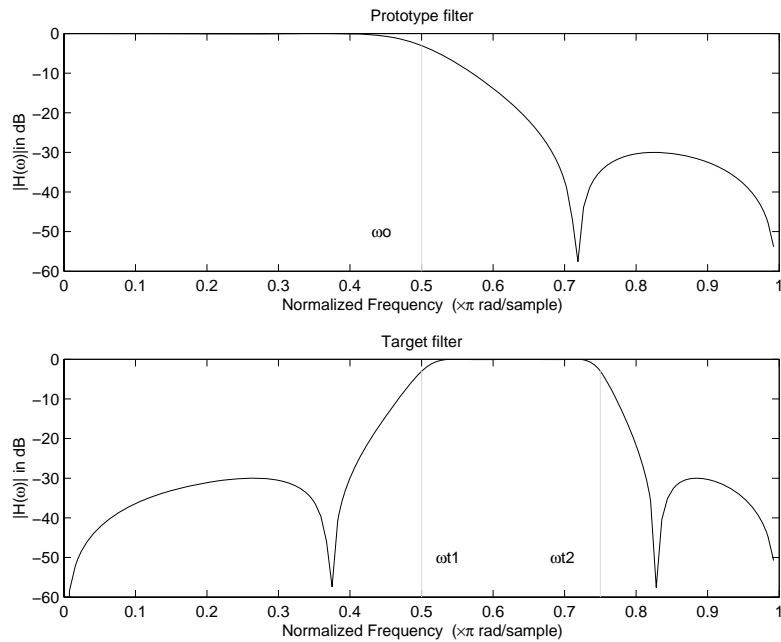 Prototype filter
|H(ω)|in dB
0
−10
−20
−30
−40
−50
−60
ωo
0 0.1 0.2 0.3 0.4 0.5 0.6 0.7 0.8 0.9 1
Normalized Frequency (×π rad/sample)
Target filter
|H(ω)| in dB
0
−10
−20
−30
−40
−50
−60
ωt1 ωt2
0 0.1 0.2 0.3 0.4 0.5 0.6 0.7 0.8 0.9 1
Normalized Frequency (×π rad/sample)